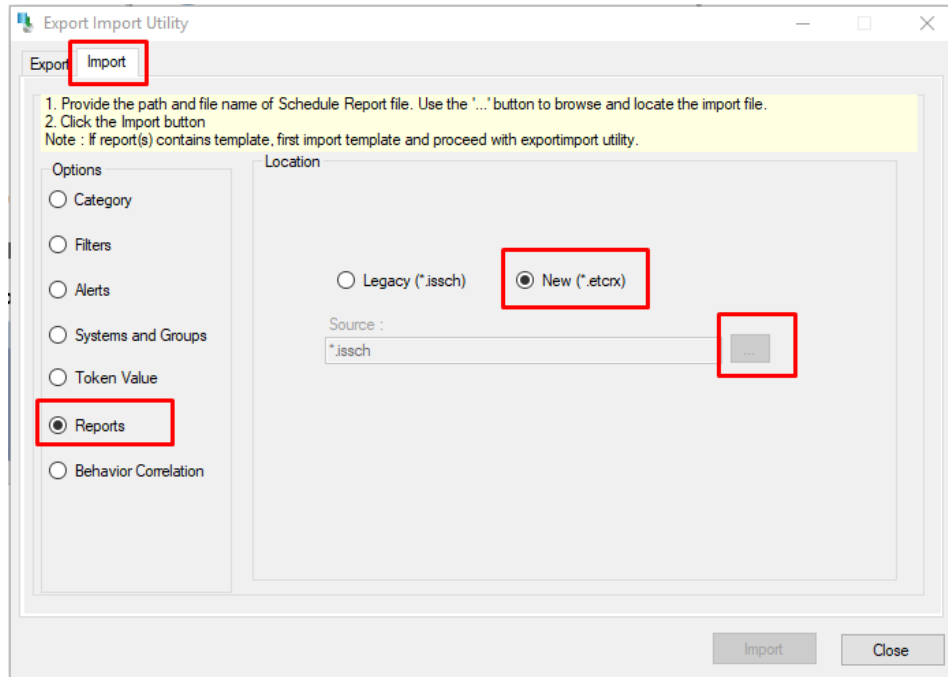 Export Import Utility
Export
Import
1. Provide the path and file name of Schedule Report file. Use the '...' button to browse and locate the import file.
2. Click the Import button
Note : If report(s) contains template, first import template and proceed with exportimport utility.
Options
Location
Category
Filters
Alerts
Legacy (*.issch)
New (*.etcrx)
Systems and Groups
Source :
*.issch
...
Token Value
Reports
Behavior Correlation
Import
Close